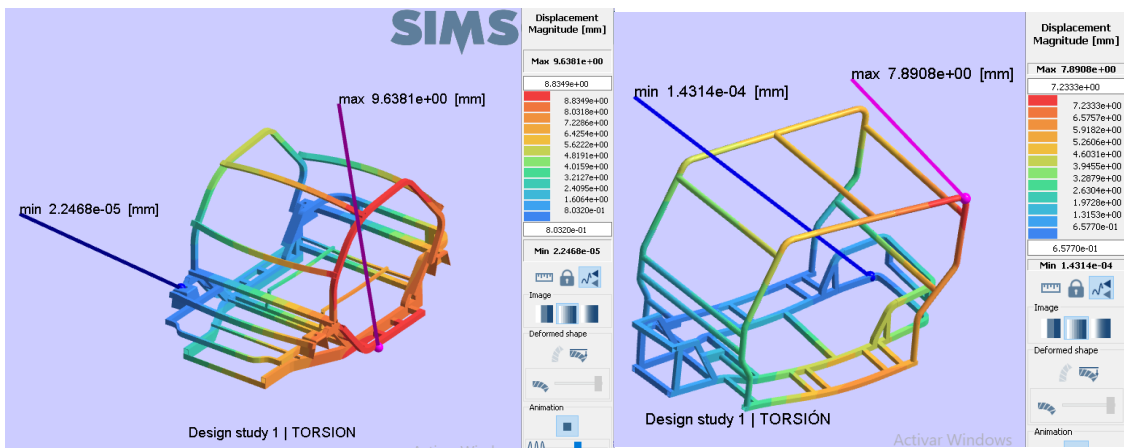 SIMS
max 9.6381e+00 [mm]
min 2.2468e-05 [mm]
Design study 1 | TORSION
Displacement
Magnitude [mm]
Max 9.6381e+00
8.8349e+00
8.8349e+00
8.0318e+00
7.2286e+00
6.4254e+00
5.6222e+00
4.8191e+00
4.0159e+00
3.2127e+00
2.4095e+00
1.6064e+00
8.0320e-01
8.0320e-01
Min 2.2468e-05
Image
Deformed shape
Animation
max 7.8908e+00 [mm]
min 1.4314e-04 [mm]
Design study 1 | TORSIÓN
Activar Windows
Displacement
Magnitude [mm]
Max 7.8908e+00
7.2333e+00
7.2333e+00
6.5757e+00
5.9182e+00
5.2606e+00
4.6031e+00
3.9455e+00
3.2879e+00
2.6304e+00
1.9728e+00
1.3153e+00
6.5770e-01
6.5770e-01
Min 1.4314e-04
Image
Deformed shape
Animation